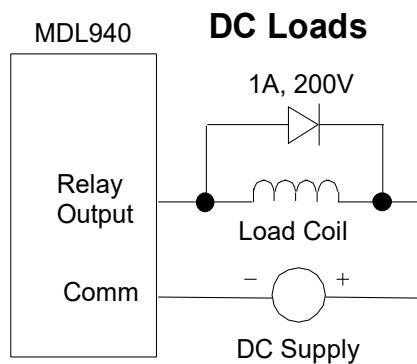 DC Loads
MDL940
1A, 200V
Relay
Output
Load Coil
Comm
− +
DC Supply